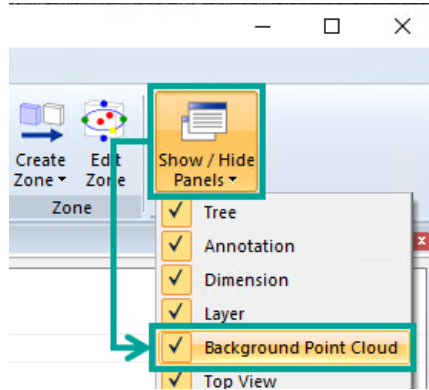 Create
Zone
Edit
Zone
Show / Hide
Panels
Zone
Tree
Annotation
Dimension
Layer
Background Point Cloud
Top View